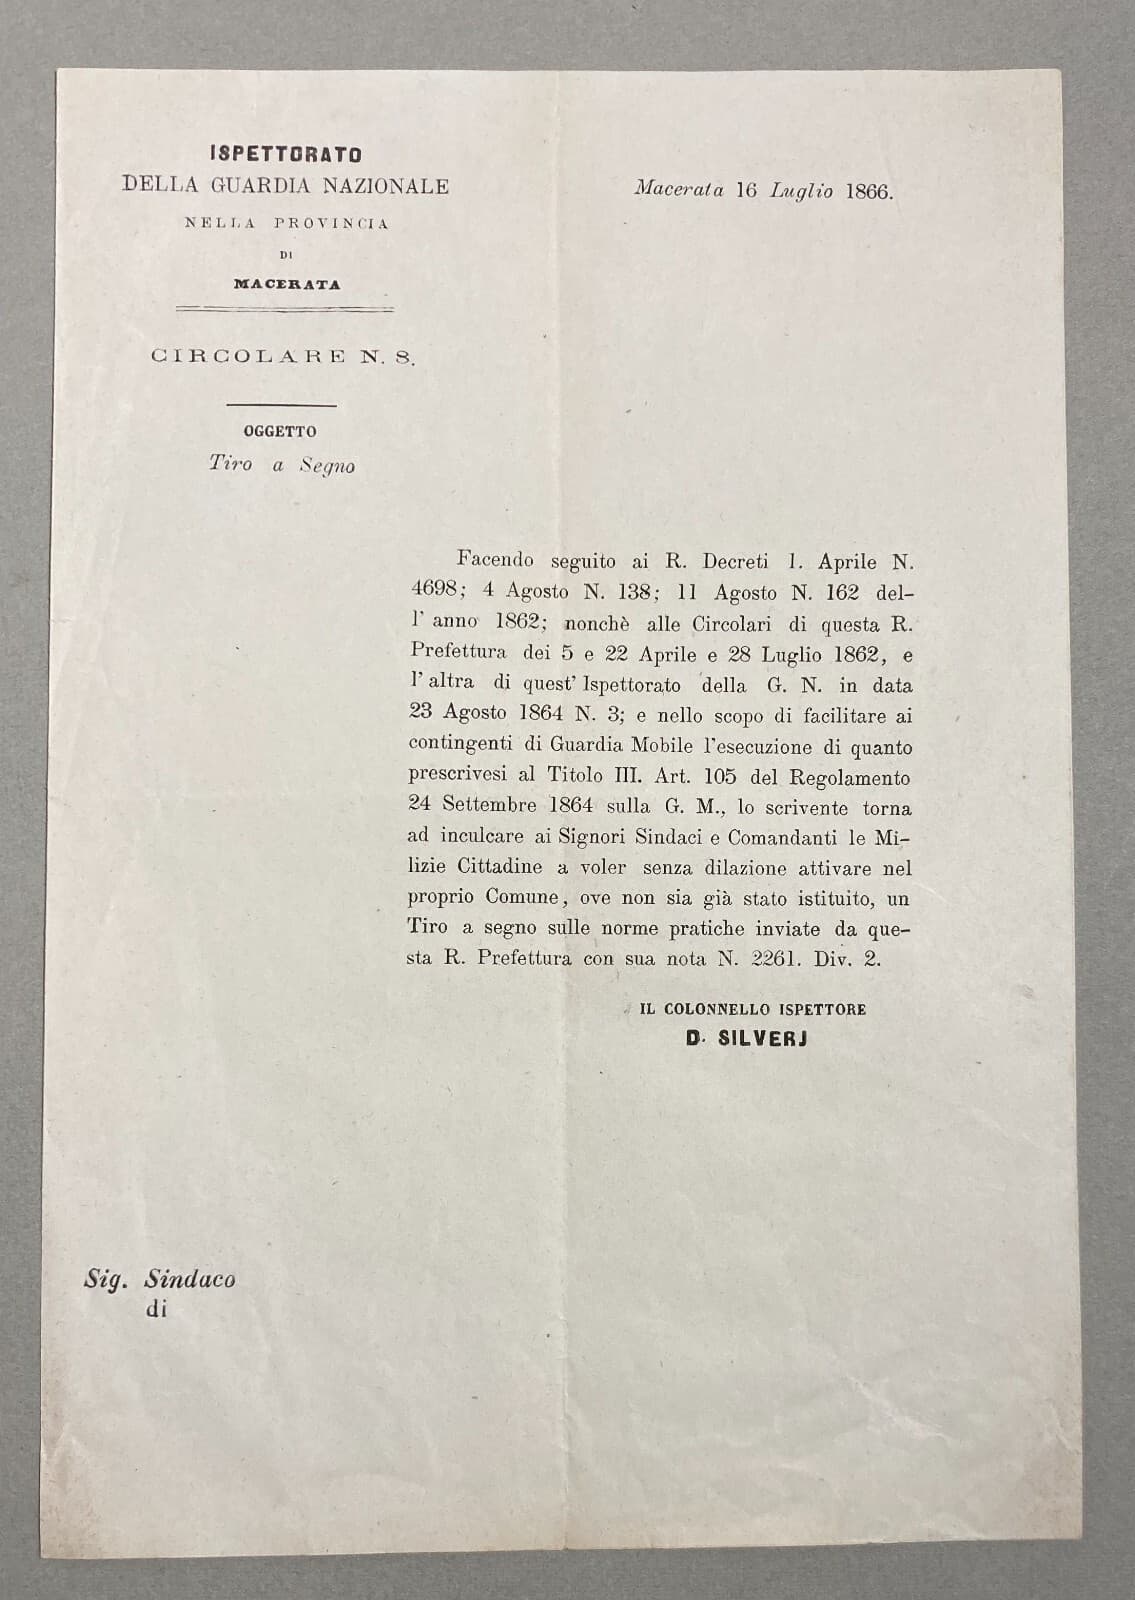 ISPETTORATO
DELLA GUARDIA NAZIONALE
NELLA PROVINCIA
DI
MACERATA
Macerata 16 Luglio 1866.
CIRCOLARE N. 8.
OGGETTO
Tiro a Segno
Facendo seguito ai R. Decreti 1. Aprile N.
4698; 4 Agosto N. 138; 11 Agosto N. 162 del-
l' anno 1862; nonchè alle Circolari di questa R.
Prefettura dei 5 e 22 Aprile e 28 Luglio 1862, e
l' altra di quest' Ispettorato della G. N. in data
23 Agosto 1864 N. 3; e nello scopo di facilitare ai
contingenti di Guardia Mobile l'esecuzione di quanto
prescrivesi al Titolo III. Art. 105 del Regolamento
24 Settembre 1864 sulla G. M., lo scrivente torna
ad inculcare ai Signori Sindaci e Comandanti le Mi-
lizie Cittadine a voler senza dilazione attivare nel
proprio Comune, ove non sia già stato istituito, un
Tiro a segno sulle norme pratiche inviate da que-
sta R. Prefettura con sua nota N. 2261. Div. 2.
IL COLONNELLO ISPETTORE
D. SILVERJ
Sig. Sindaco
di